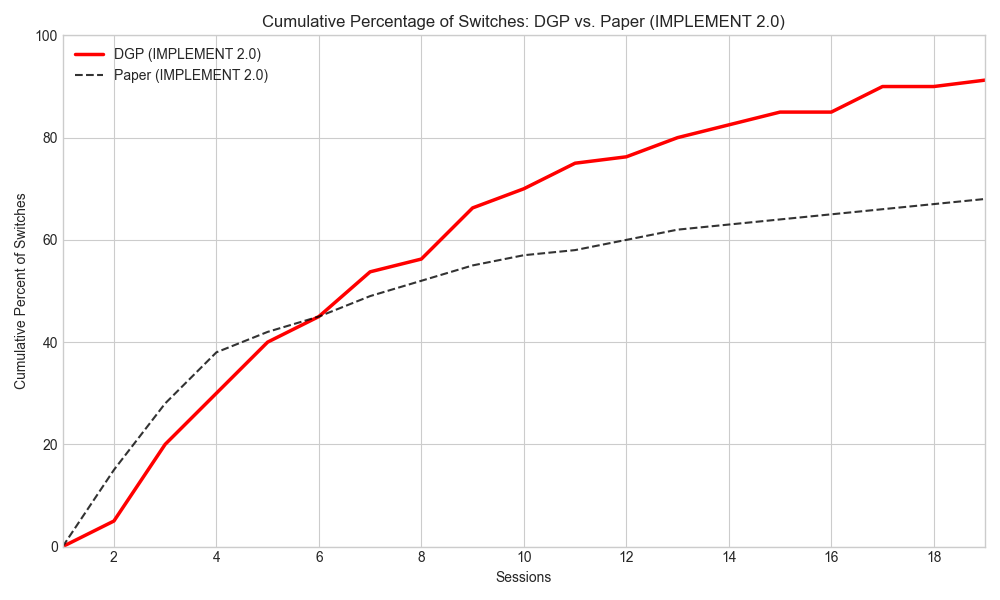 Cumulative Percentage of Switches: DGP vs. Paper (IMPLEMENT 2.0)
100
DGP (IMPLEMENT 2.0)
Paper (IMPLEMENT 2.0)
80
60
40
20
0
Cumulative Percent of Switches
2 4 6 8 10 12 14 16 18
Sessions